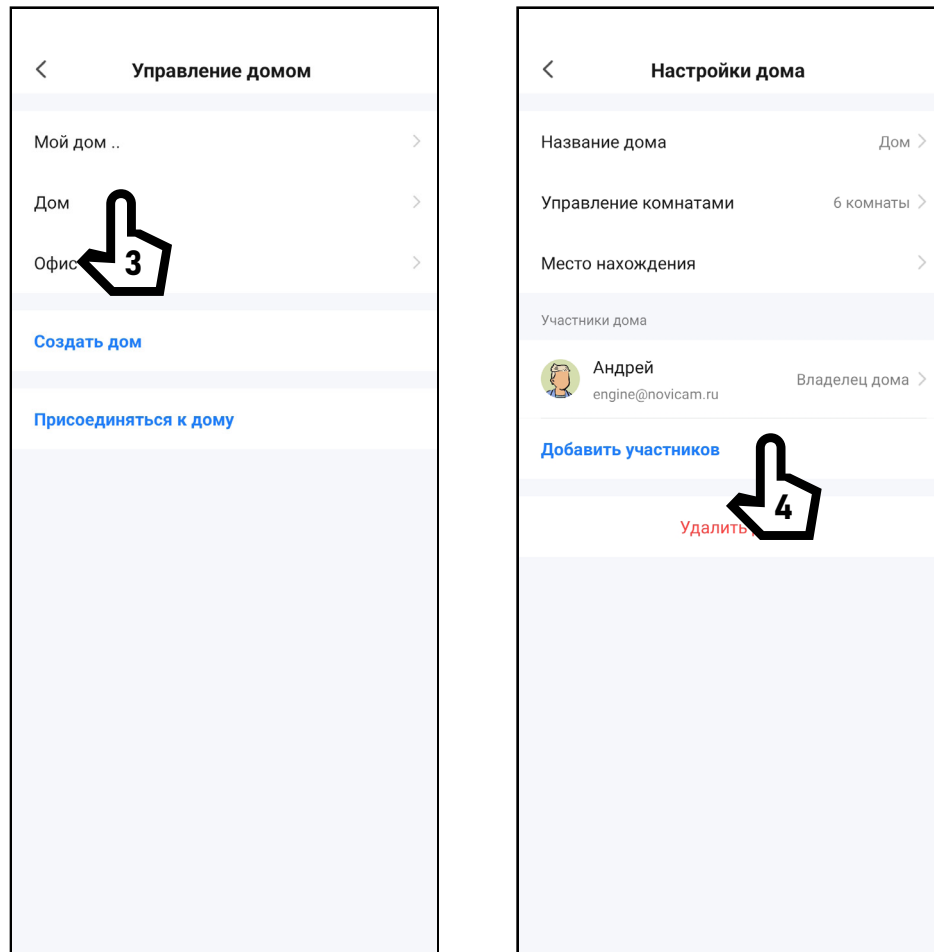 Управление домом
Мой дом ..
Дом
Офис
3
Создать дом
Присоединяться к дому
Настройки дома
Название дома Дом
Управление комнатами 6 комнаты
Место нахождения
Участники дома
Андрей
engine@novicam.ru
Владелец дома
Добавить участников
4
Удалить